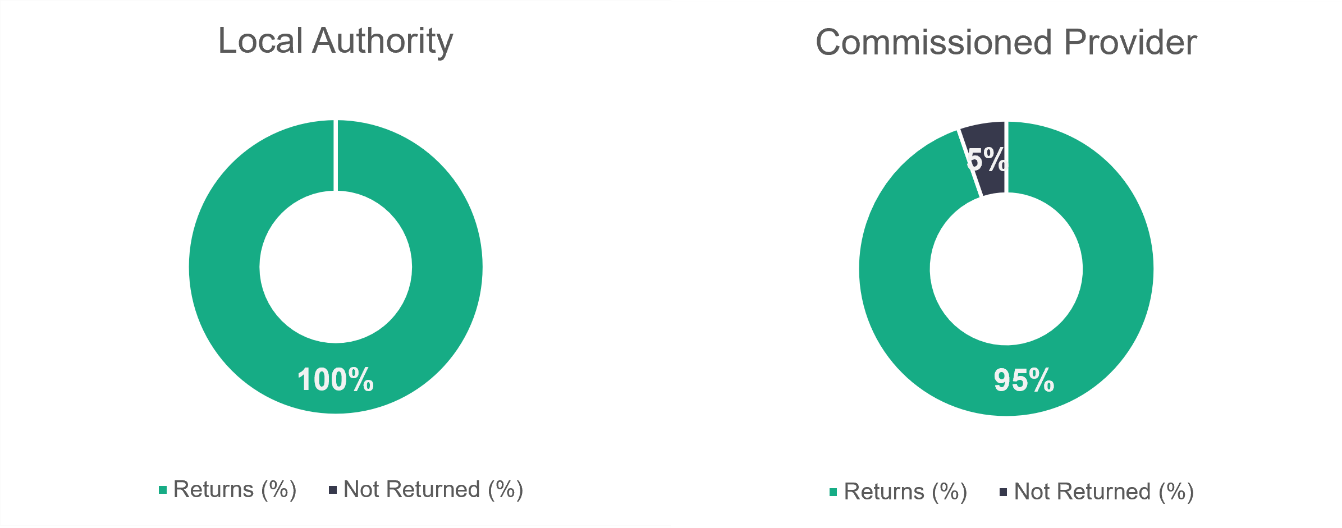 Local Authority
100%
Returns (%)
Not Returned (%)
Commissioned Provider
5%
95%
Returns (%)
Not Returned (%)